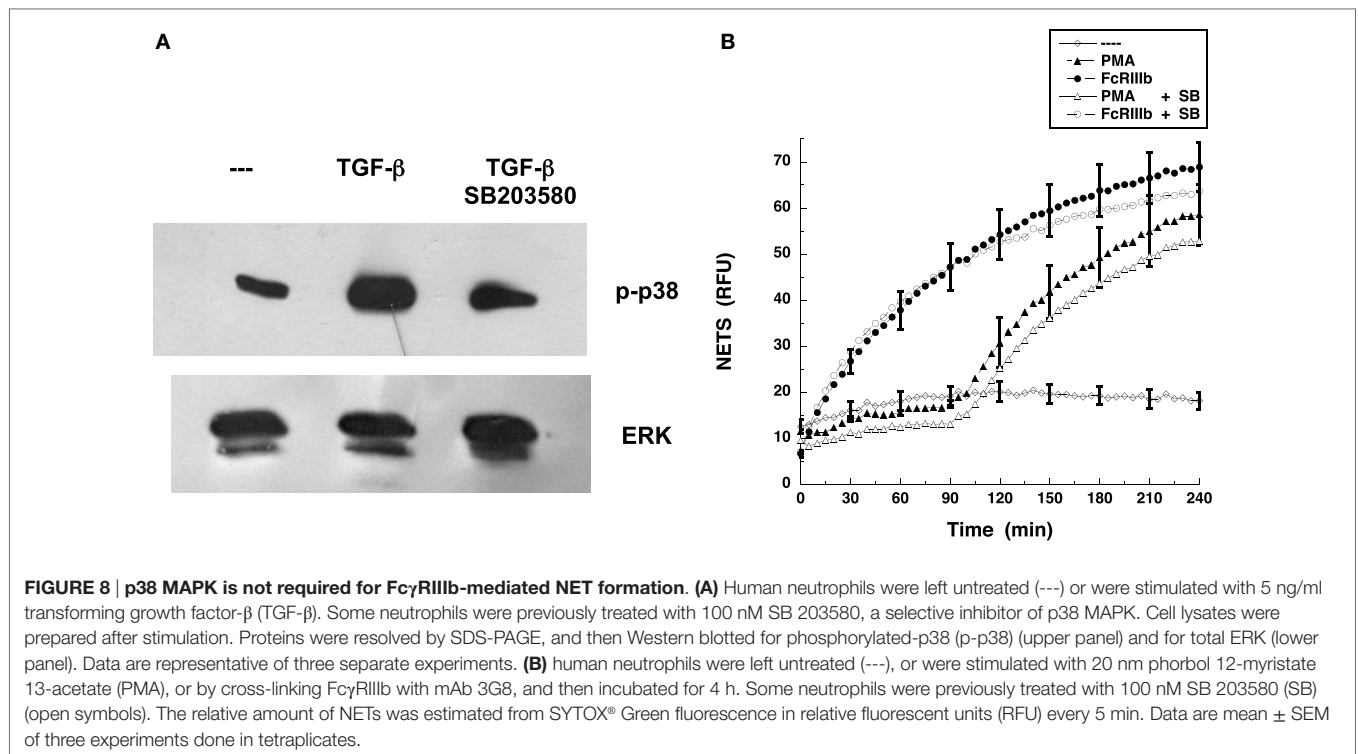 A
B
----
PMA
FcRIIIb
PMA + SB
FcRIIIb + SB
--- TGF-β TGF-β
SB203580
p-p38
ERK
NETS (RFU)
70
60
50
40
30
20
10
0
0 30 60 90 120 150 180 210 240
Time (min)
FIGURE 8 | p38 MAPK is not required for FcγRIIIb-mediated NET formation. (A) Human neutrophils were left untreated (---) or were stimulated with 5 ng/ml
transforming growth factor-β (TGF-β). Some neutrophils were previously treated with 100 nM SB 203580, a selective inhibitor of p38 MAPK. Cell lysates were
prepared after stimulation. Proteins were resolved by SDS-PAGE, and then Western blotted for phosphorylated-p38 (p-p38) (upper panel) and for total ERK (lower
panel). Data are representative of three separate experiments. (B) human neutrophils were left untreated (---), or were stimulated with 20 nm phorbol 12-myristate
13-acetate (PMA), or by cross-linking FcγRIIIb with mAb 3G8, and then incubated for 4 h. Some neutrophils were previously treated with 100 nM SB 203580 (SB)
(open symbols). The relative amount of NETs was estimated from SYTOX® Green fluorescence in relative fluorescent units (RFU) every 5 min. Data are mean ± SEM
of three experiments done in tetraplicates.